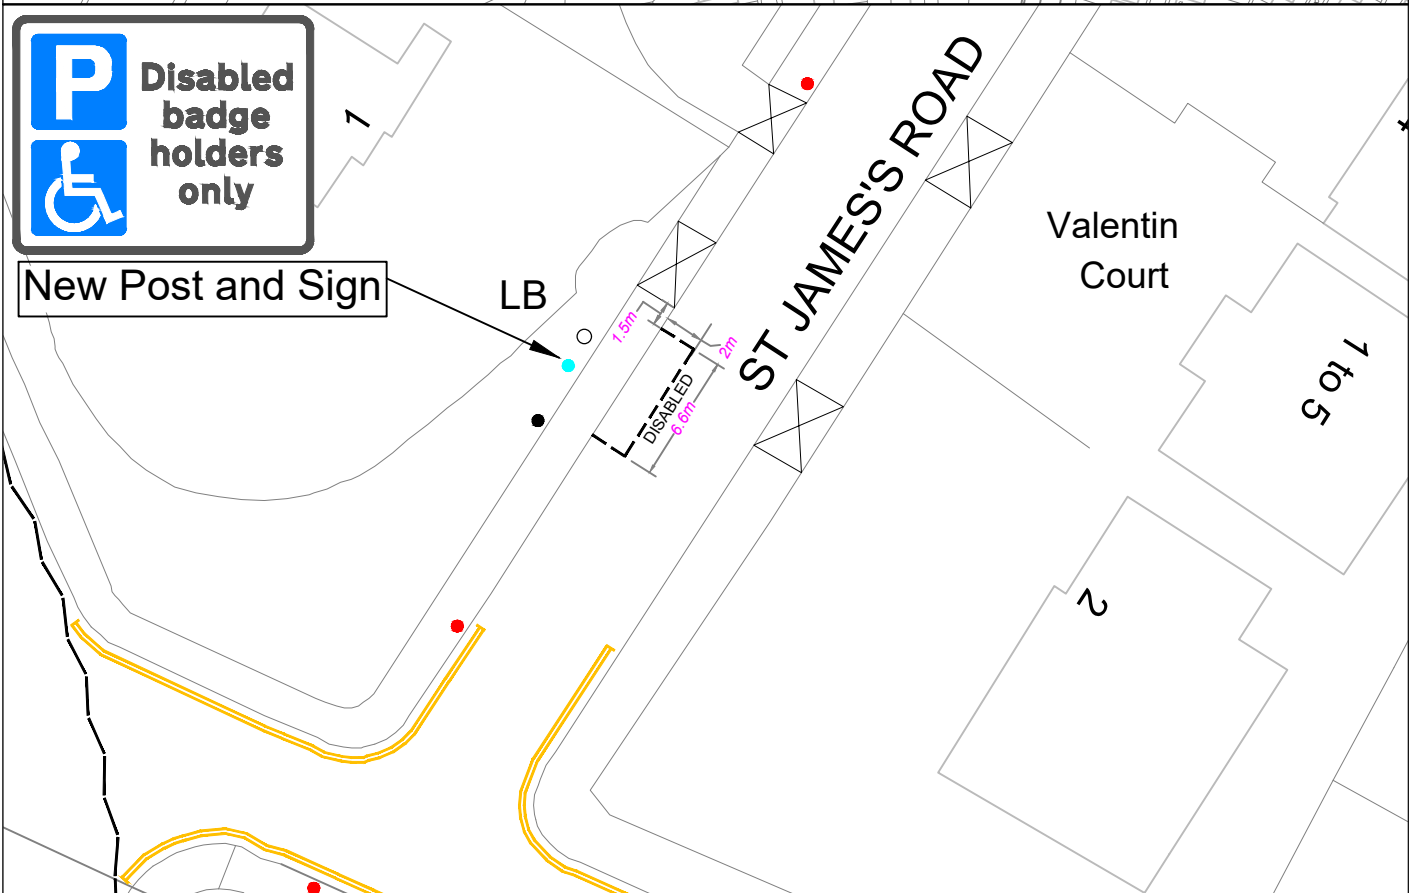 P
Disabled
badge
holders
only
New Post and Sign
LB
1
ST JAMES'S ROAD
Valentin
Court
1 to 5
2
1.5m
2m
DISABLED
6.6m